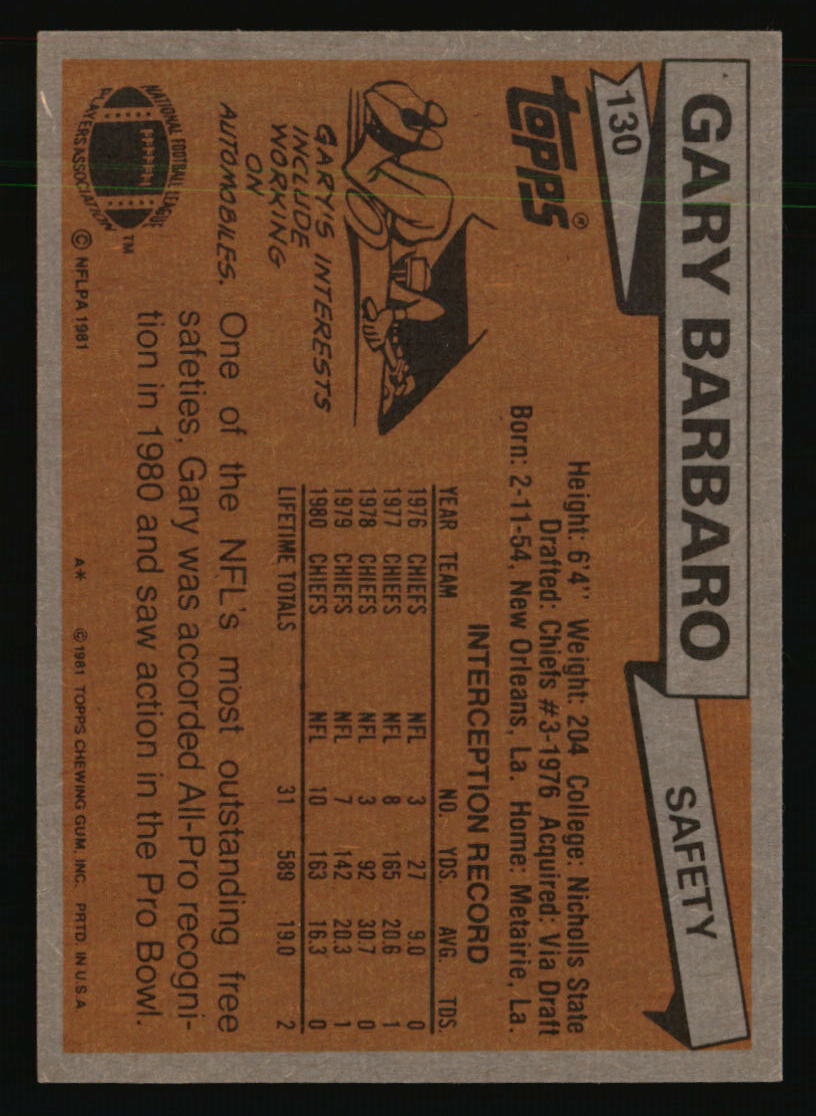 GARY BARBARO
SAFETY
130
topps®
Height: 6'4" Weight: 204 College: Nicholls State
Drafted: Chiefs #3-1976 Acquired: Via Draft
Born: 2-11-54, New Orleans, La. Home: Metairie, La.
INTERCEPTION RECORD
YEAR TEAM NO. YDS. AVG. TDS.
1976 CHIEFS NFL 3 27 9.0 0
1977 CHIEFS NFL 8 165 20.6 1
1978 CHIEFS NFL 3 92 30.7 0
1979 CHIEFS NFL 7 142 20.3 1
1980 CHIEFS NFL 10 163 16.3 0
LIFETIME TOTALS 31 589 19.0 2
GARY'S INTERESTS
INCLUDE
WORKING
ON
AUTOMOBILES.
One of the NFL's most outstanding free
safeties, Gary was accorded All-Pro recogni-
tion in 1980 and saw action in the Pro Bowl.
NATIONAL FOOTBALL LEAGUE
PLAYERS ASSOCIATION
TM
© NFLPA 1981
A* ©1981 TOPPS CHEWING GUM, INC. PRTD. IN U.S.A